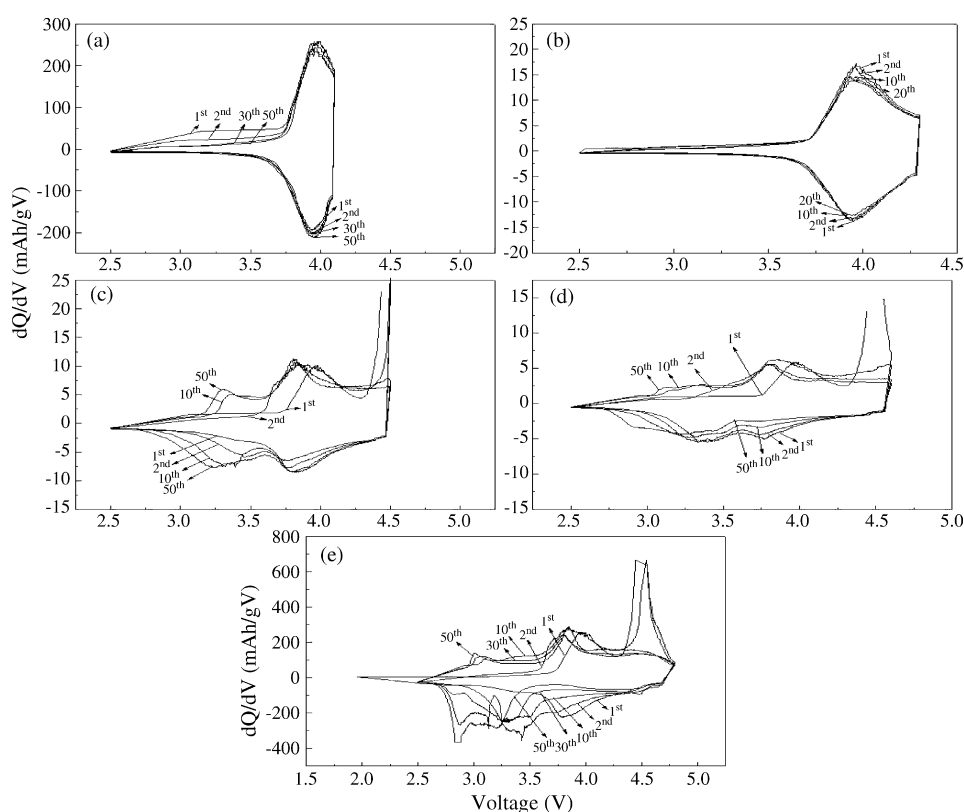 (a)
300
200
100
0
-100
-200
1st 2nd 30th 50th
1st
2nd
30th
50th
2.5 3.0 3.5 4.0 4.5 5.0
(b)
25
20
15
10
5
0
-5
-10
-15
-20
1st
2nd
10th
20th
20th
10th
2nd
1st
2.5 3.0 3.5 4.0 4.5
dQ/dV (mAh/gV)
(c)
25
20
15
10
5
0
-5
-10
-15
50th
10th
1st
2nd
1st
2nd
10th
50th
2.5 3.0 3.5 4.0 4.5 5.0
(d)
15
10
5
0
-5
-10
-15
1st
50th 10th 2nd
50th 10th 2nd 1st
2.5 3.0 3.5 4.0 4.5 5.0
(e)
dQ/dV (mAh/gV)
800
600
400
200
0
-200
-400
50th
30th
10th
2nd
1st
1st
2nd
50th 30th 10th
1.5 2.0 2.5 3.0 3.5 4.0 4.5 5.0
Voltage (V)